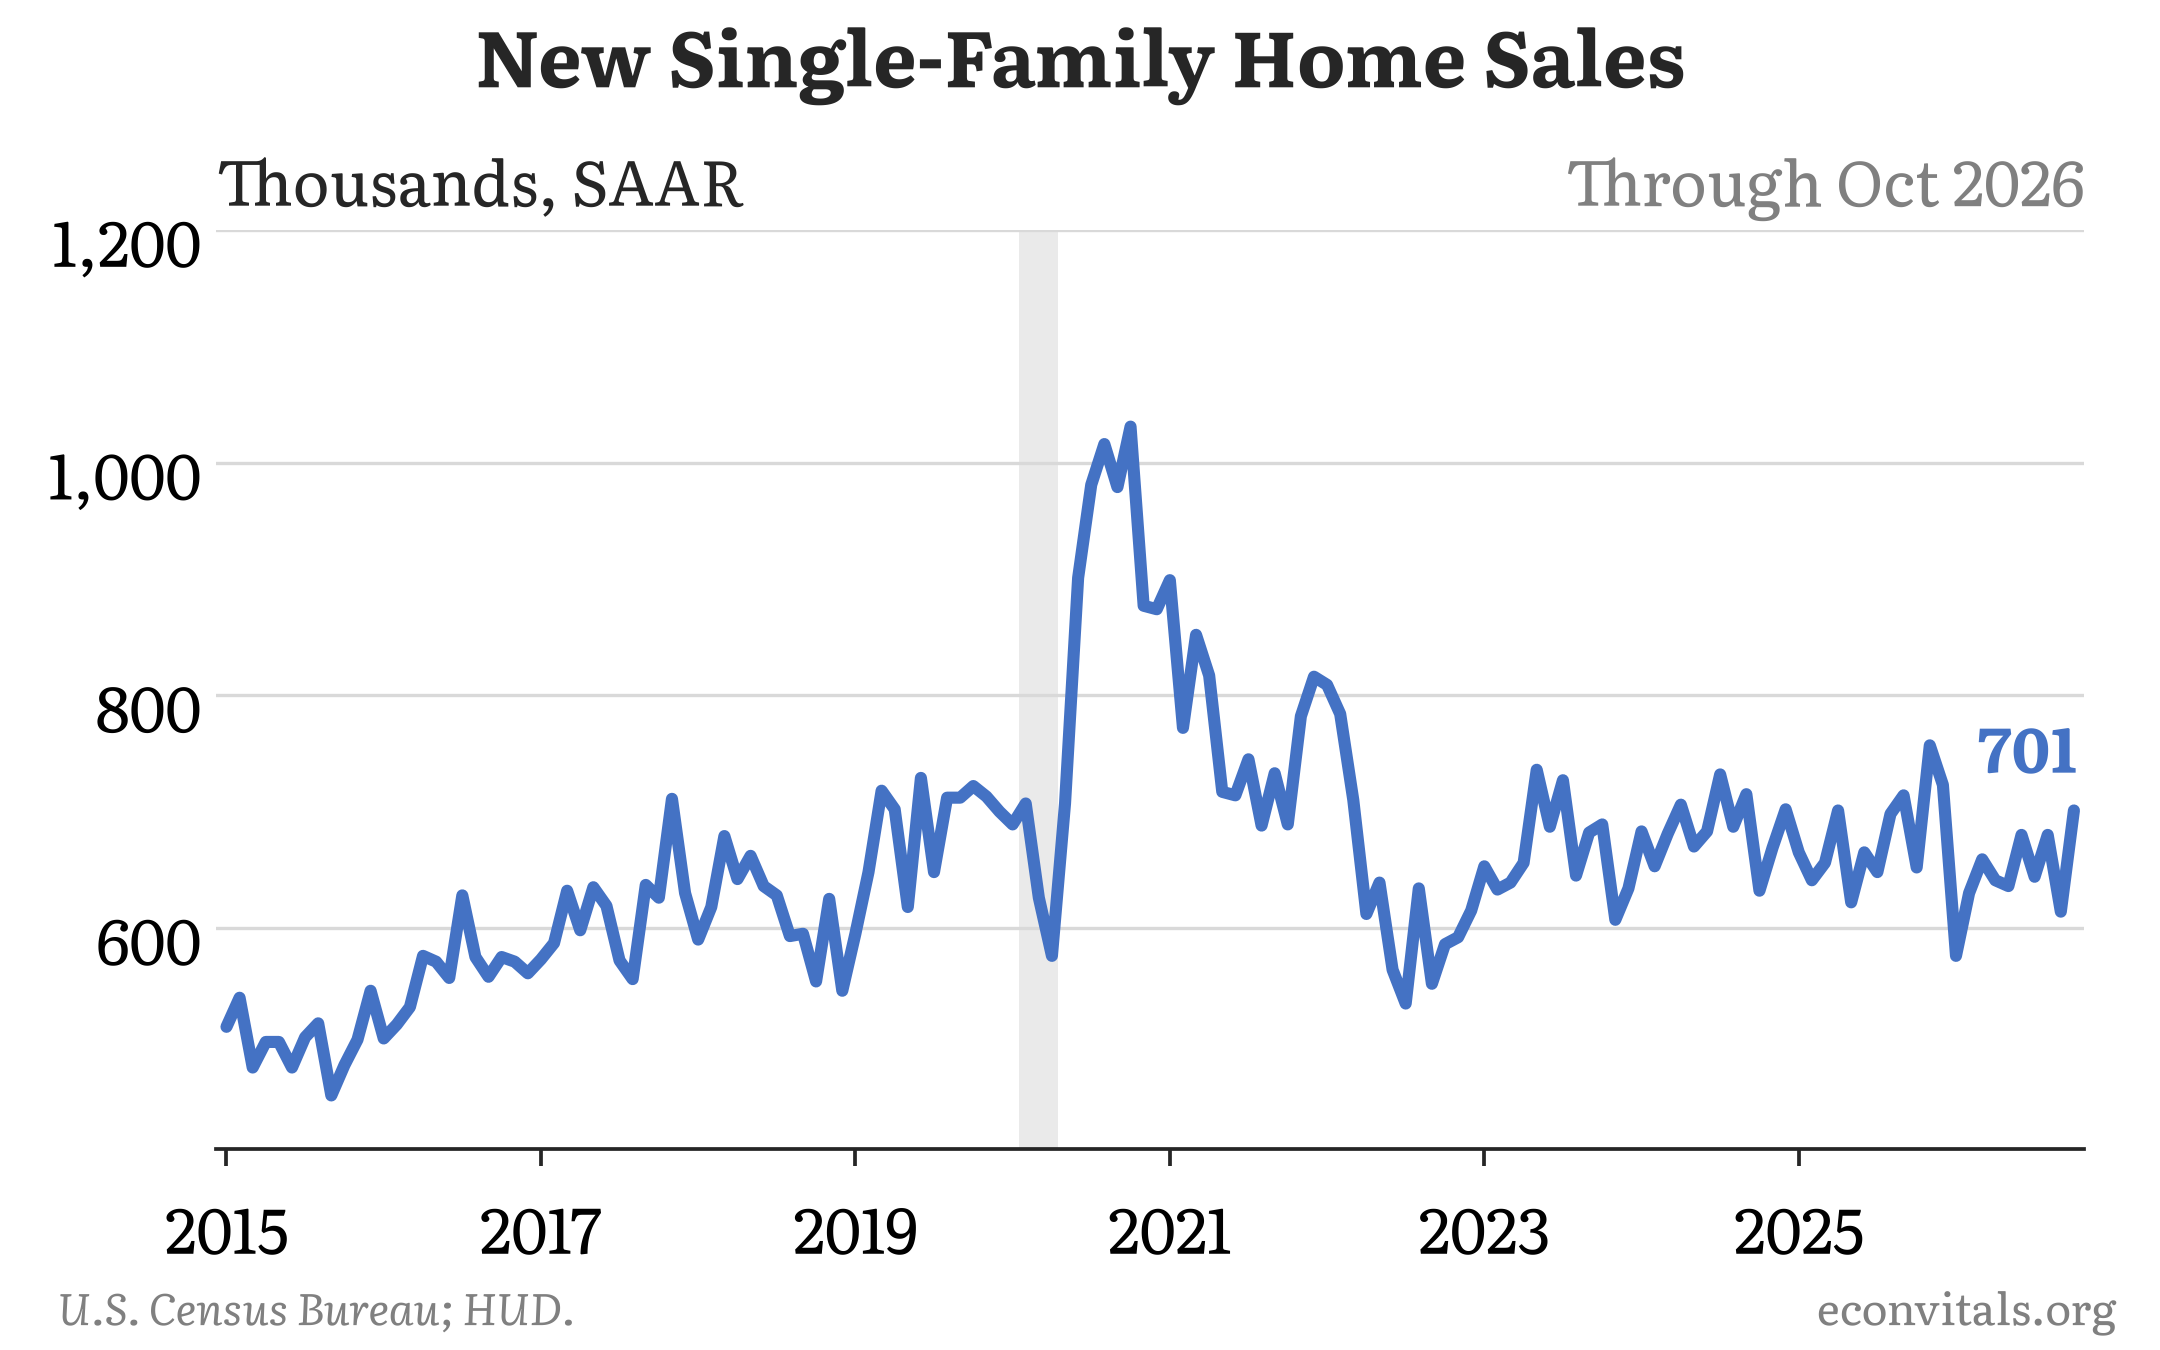 New Single-Family Home Sales
Thousands, SAAR
Through Oct 2026
1,200
1,000
800
600
701
2015 2017 2019 2021 2023 2025
U.S. Census Bureau; HUD.
econvitals.org